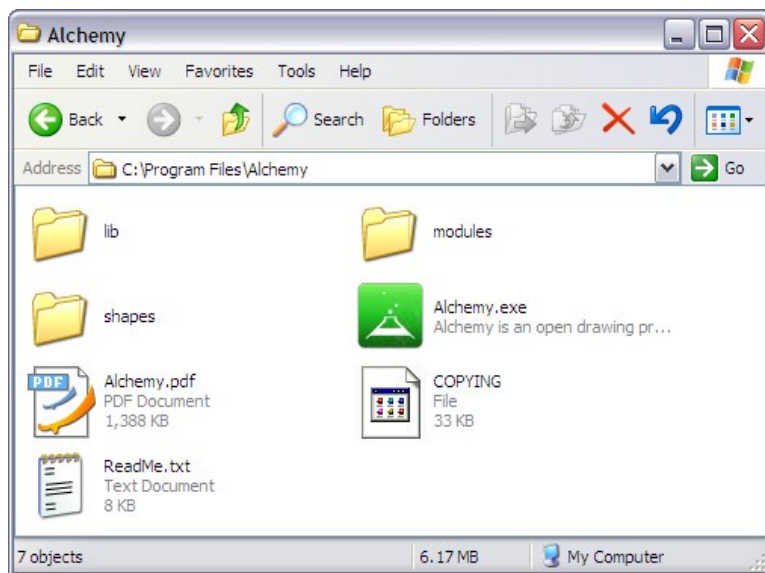 Alchemy
File Edit View Favorites Tools Help
Back Search Folders
Address C:\Program Files\Alchemy Go
lib modules
shapes
Alchemy.exe
Alchemy is an open drawing pr...
PDF
Alchemy.pdf
PDF Document
1,388 KB
COPYING
File
33 KB
ReadMe.txt
Text Document
8 KB
7 objects 6.17 MB My Computer